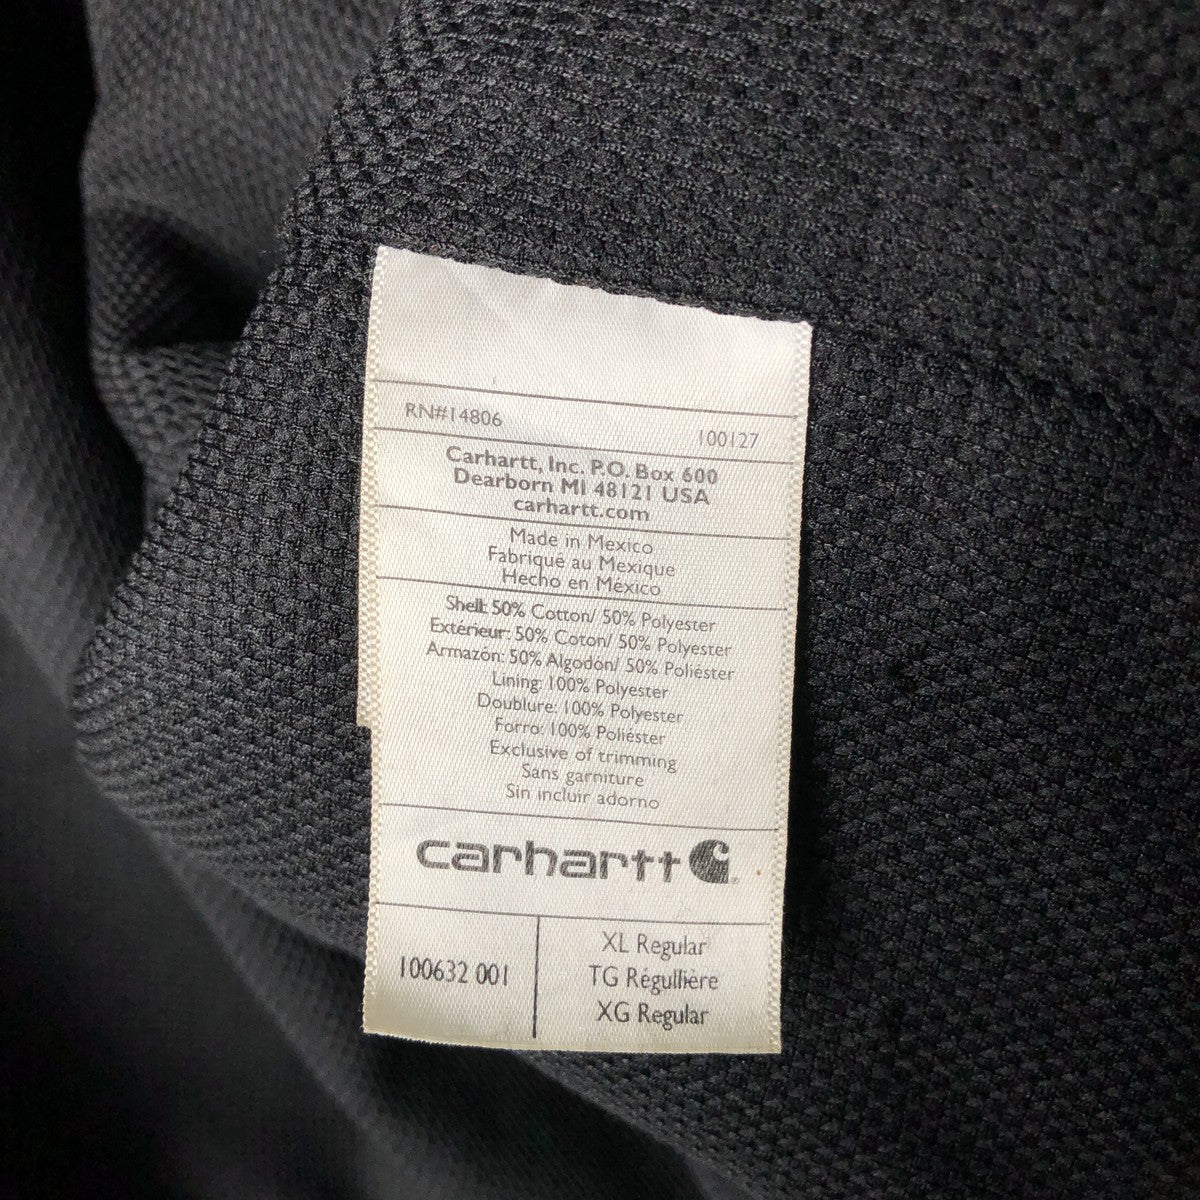 RN#14806 100127
Carhartt, Inc. P.O. Box 600
Dearborn MI 48121 USA
carhartt.com
Made in Mexico
Fabriqué au Mexique
Hecho en México
Shell: 50% Cotton/ 50% Polyester
Extérieur: 50% Coton/ 50% Polyester
Armazón: 50% Algodón/ 50% Poliéster
Lining: 100% Polyester
Doublure: 100% Polyester
Forro: 100% Poliéster
Exclusive of trimming
Sans garniture
Sin incluir adorno
carhartt
100632 001
XL Regular
TG Régullière
XG Regular